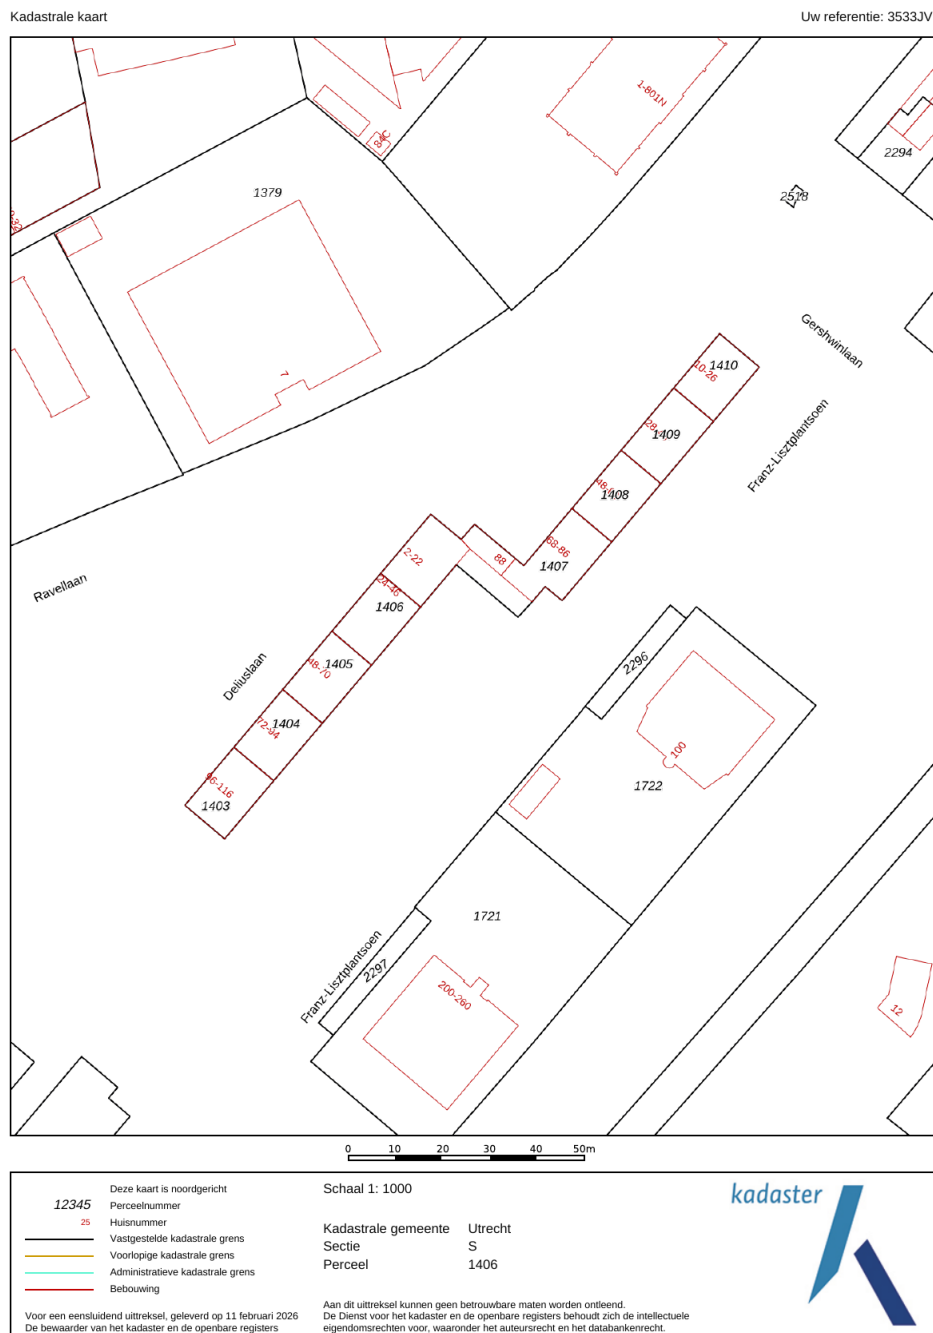 Kadastrale kaart
Uw referentie: 3533JV
1-801N
84C
2294
1379
2518
Gershwinlaan
7
1410
10-26
1409
Franz-Lisztplantsoen
1408
68-86
88
1407
2-22
24-46
1406
Ravellaan
48-70
1405
2296
Deliuslaan
72-94
1404
100
1722
96-116
1403
1721
Franz-Lisztplantsoen
2297
200-260
12
0 10 20 30 40 50m
Deze kaart is noordgericht
12345 Perceelnummer
25 Huisnummer
Vastgestelde kadastrale grens
Voorlopige kadastrale grens
Administratieve kadastrale grens
Bebouwing
Voor een eensluidend uittreksel, geleverd op 11 februari 2026
De bewaarder van het kadaster en de openbare registers
Schaal 1: 1000
Kadastrale gemeente Utrecht
Sectie S
Perceel 1406
Aan dit uittreksel kunnen geen betrouwbare maten worden ontleend.
De Dienst voor het kadaster en de openbare registers behoudt zich de intellectuele
eigendomsrechten voor, waaronder het auteursrecht en het databankenrecht.
kadaster